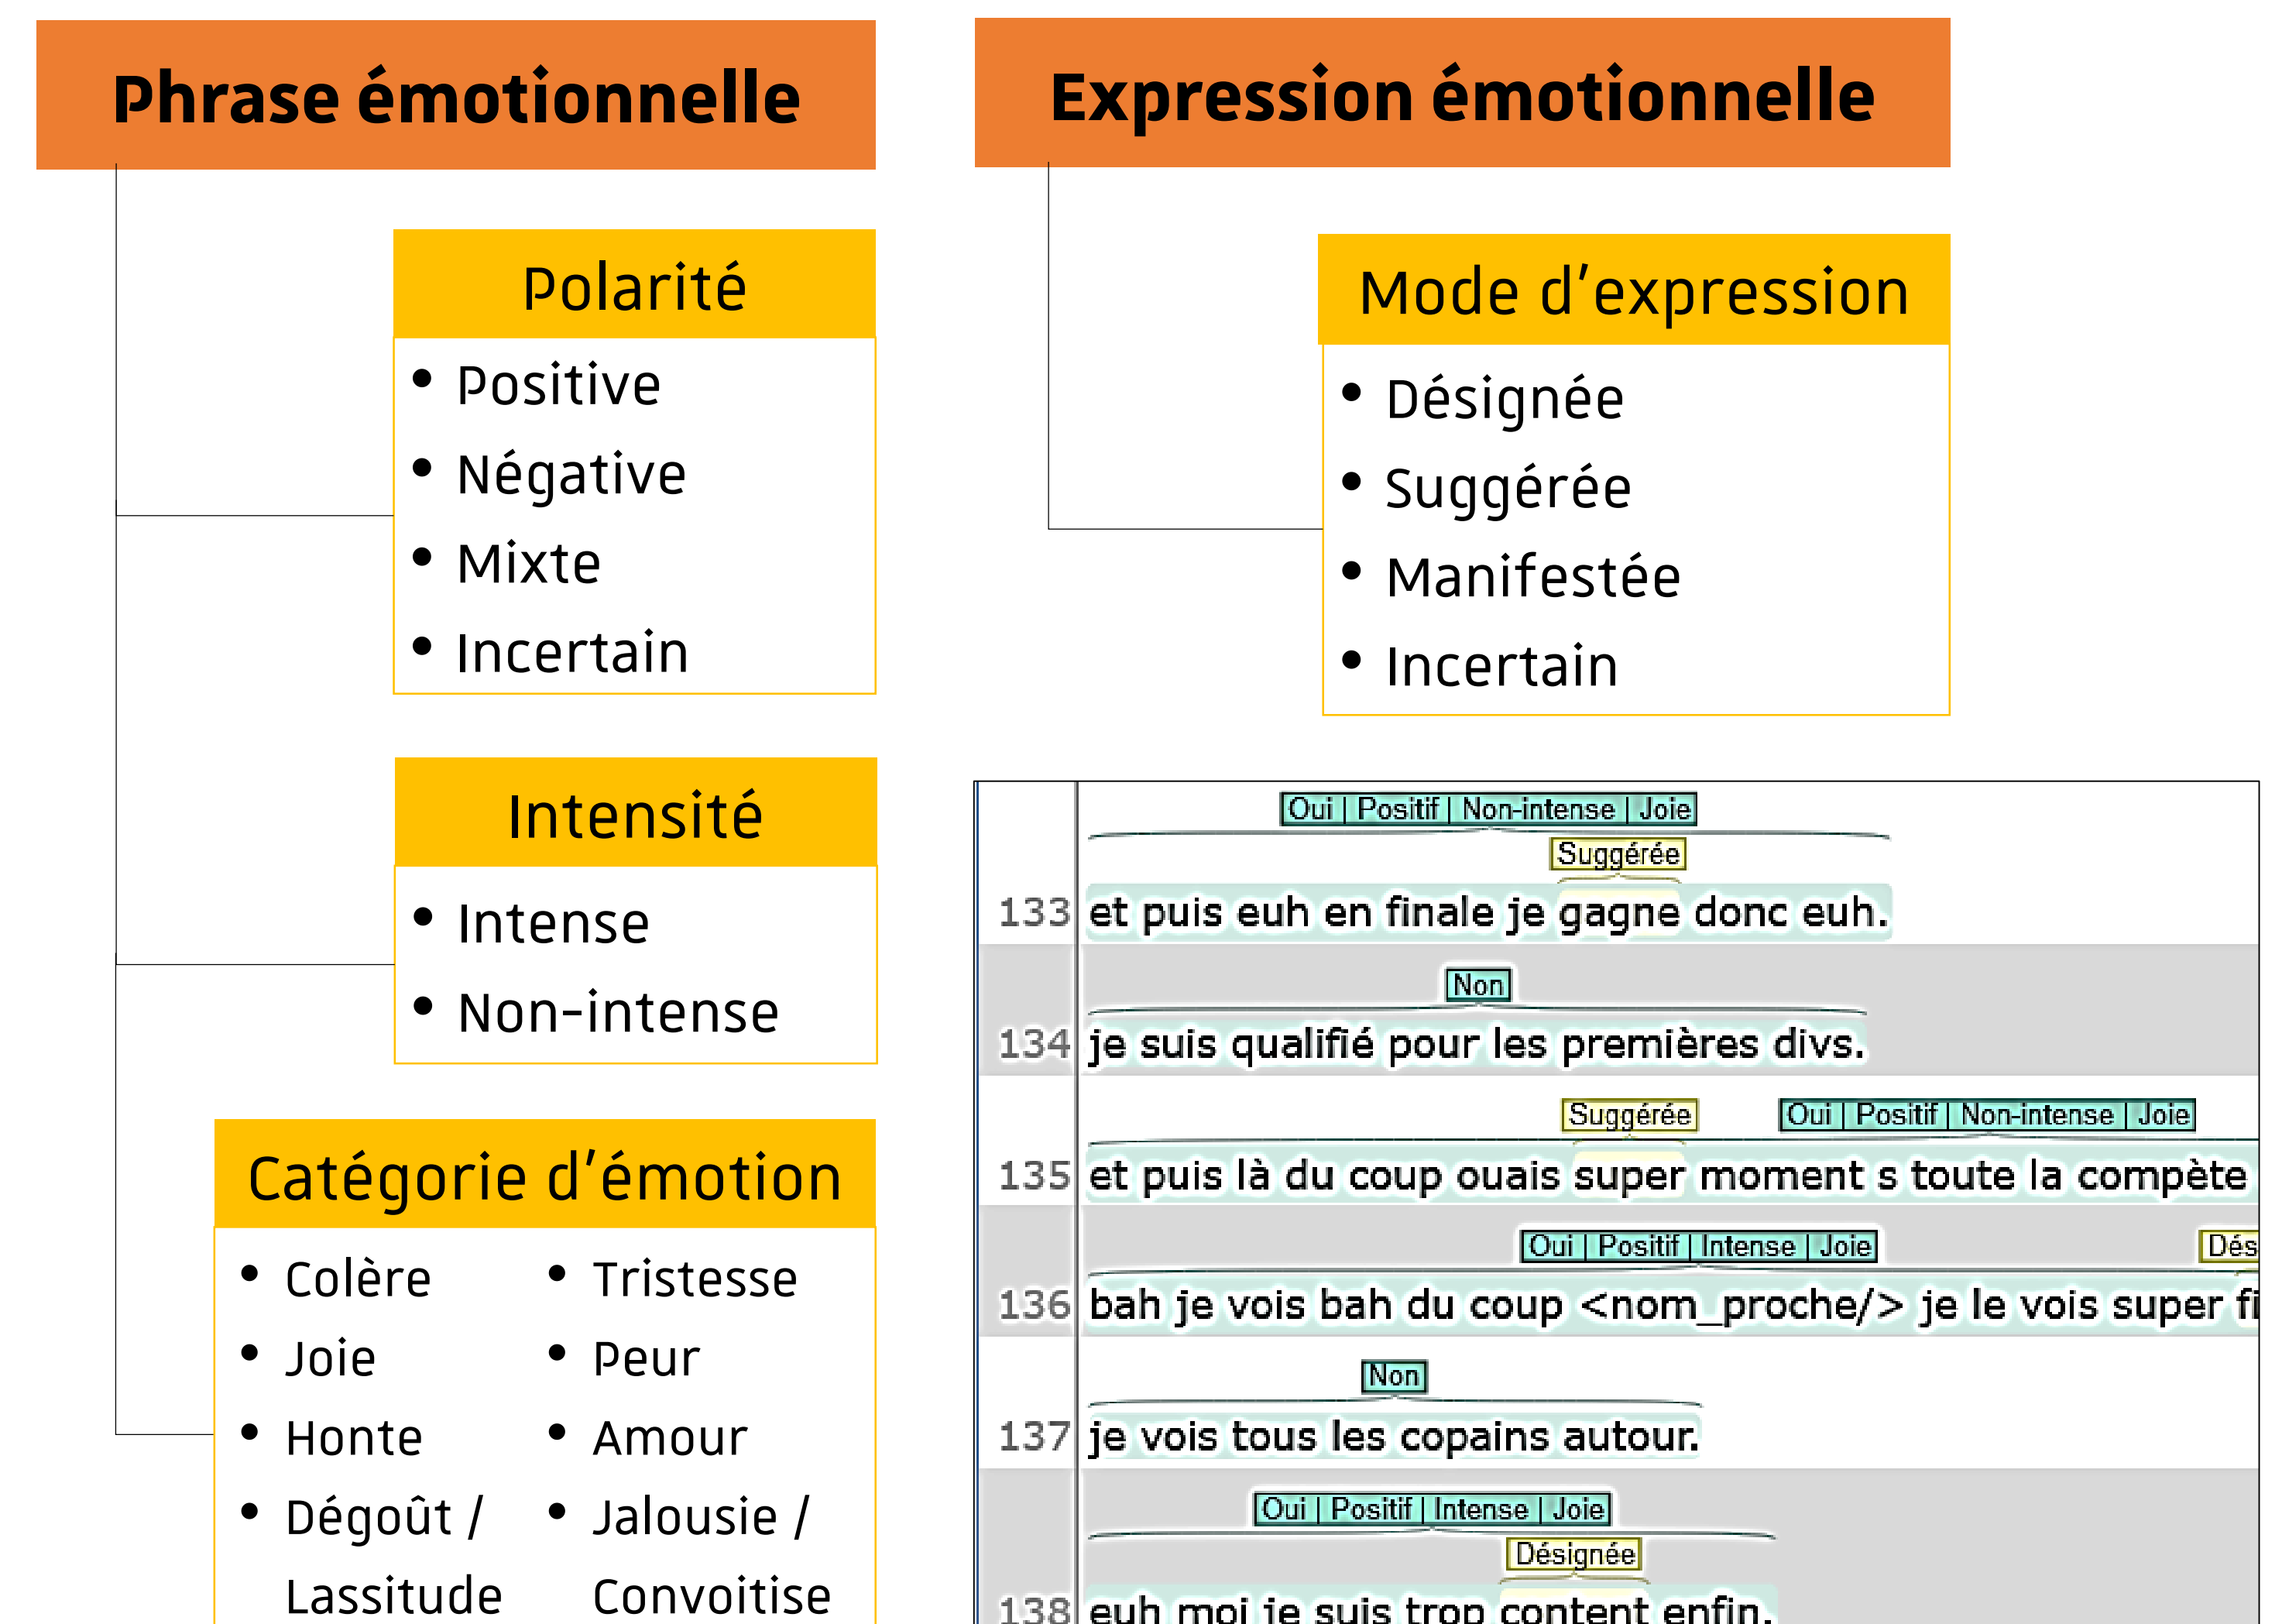 Phrase émotionnelle
Polarité
• Positive
• Négative
• Mixte
• Incertain
Intensité
• Intense
• Non-intense
Catégorie d’émotion
• Colère
• Joie
• Honte
• Dégoût /
Lassitude
• Tristesse
• Peur
• Amour
• Jalousie /
Convoitise
Expression émotionnelle
Mode d’expression
• Désignée
• Suggérée
• Manifestée
• Incertain
Oui | Positif | Non-intense | Joie
Suggérée
133 et puis euh en finale je gagne donc euh.
Non
134 je suis qualifié pour les premières divs.
Suggérée Oui | Positif | Non-intense | Joie
135 et puis là du coup ouais super moment s toute la compète
Oui | Positif | Intense | Joie Dés
136 bah je vois bah du coup <nom_proche/> je le vois super fi
Non
137 je vois tous les copains autour.
Oui | Positif | Intense | Joie
Désignée
138 euh moi je suis trop content enfin.